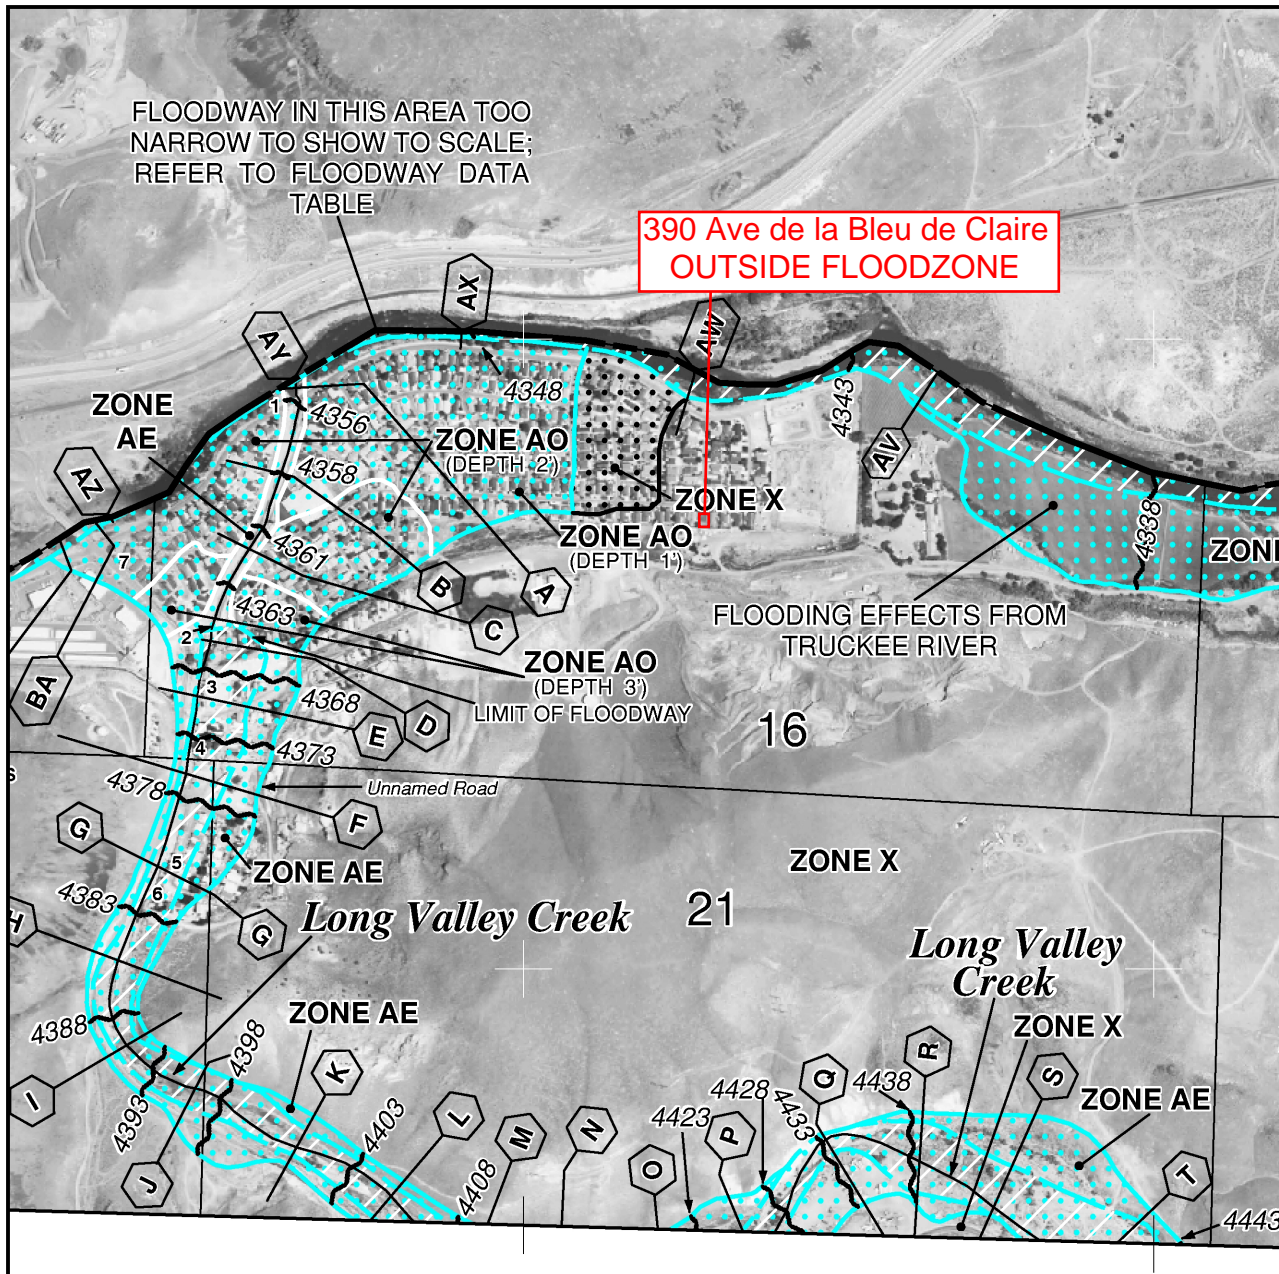 FLOODWAY IN THIS AREA TOO
NARROW TO SHOW TO SCALE;
REFER TO FLOODWAY DATA
TABLE
390 Ave de la Bleu de Claire
OUTSIDE FLOODZONE
AX
AW
AY
4348
4343
ZONE
AE
1
4356
ZONE AO
(DEPTH 2')
AV
4358
AZ
ZONE X
4338
4361
ZONE AO
(DEPTH 1')
ZONE
7
B
A
4363
C
FLOODING EFFECTS FROM
TRUCKEE RIVER
2
ZONE AO
(DEPTH 3')
BA
3
4368
LIMIT OF FLOODWAY
E
D
16
4
4373
4378
Unnamed Road
F
G
5
ZONE AE
ZONE X
6
4383
H
G
Long Valley Creek
21
Long Valley
Creek
ZONE AE
4388
4398
ZONE X
R
I
K
Q
S
4393
4403
L
4423
4428
4433
4438
ZONE AE
M
N
P
O
J
4408
T
4443